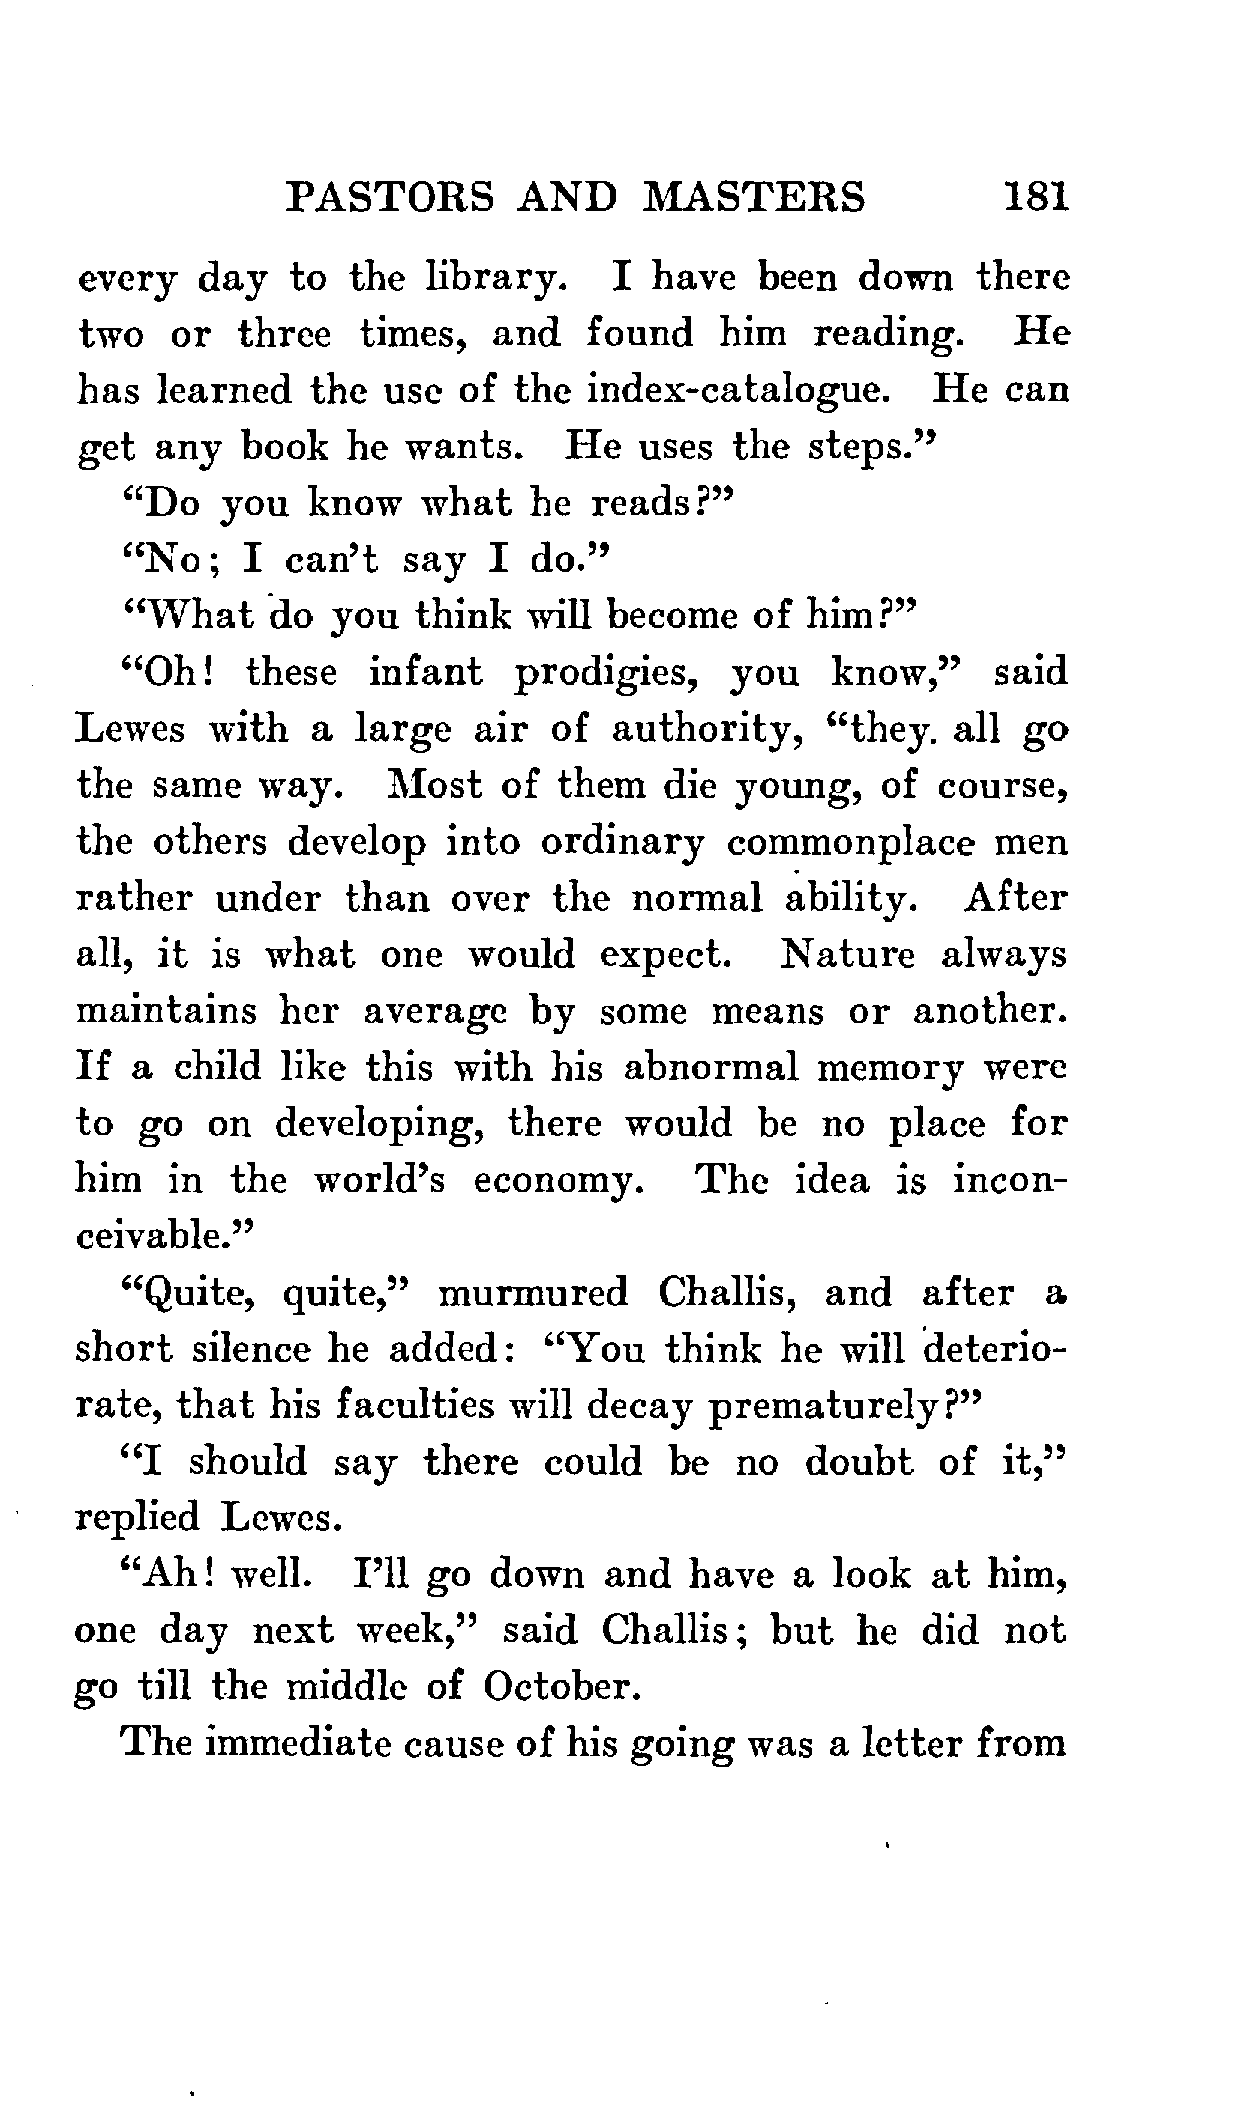 PASTORS AND MASTERS 181
every day to the library. I have been down there
two or three times, and found him reading. He
has learned the use of the index-catalogue. He can
get any book he wants. He uses the steps."
"Do you know what he reads?"
"No; I can't say I do."
"What do you think will become of him?"
"Oh! these infant prodigies, you know," said
Lewes with a large air of authority, "they. all go
the same way. Most of them die young, of course,
the others develop into ordinary commonplace men
rather under than over the normal ability. After
all, it is what one would expect. Nature always
maintains her average by some means or another.
If a child like this with his abnormal memory were
to go on developing, there would be no place for
him in the world's economy. The idea is incon-
ceivable."
"Quite, quite," murmured Challis, and after a
short silence he added: "You think he will deterio-
rate, that his faculties will decay prematurely?"
"I should say there could be no doubt of it,"
replied Lewes.
"Ah! well. I'll go down and have a look at him,
one day next week," said Challis; but he did not
go till the middle of October.
The immediate cause of his going was a letter from